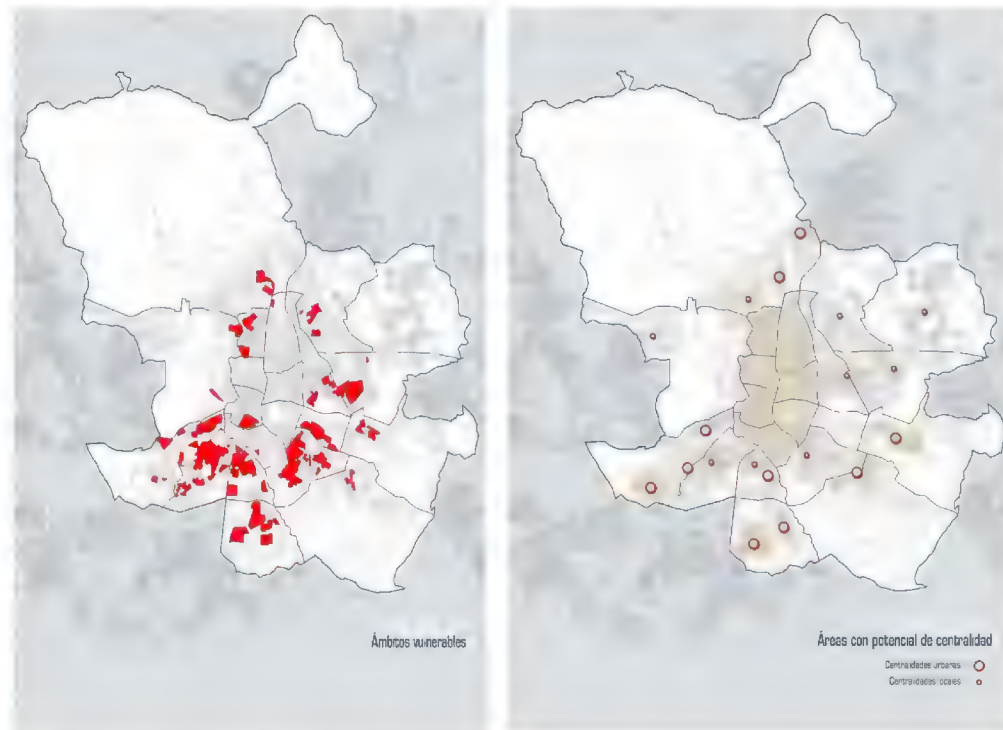 Ámbitos vulnerables
Áreas con potencial de centralidad
Centralidades urbanas
Centralidades locales